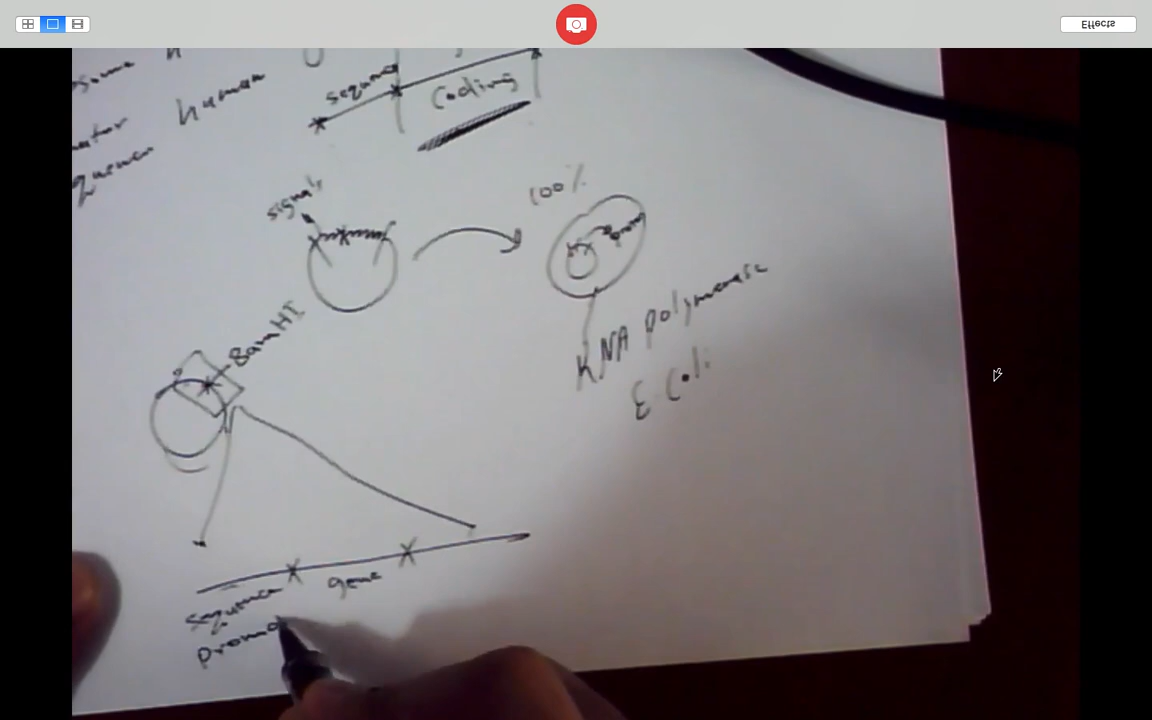 Effects
human
sequence
Coding
signal's
100%
BamHI
RNA polymerase
E Coli
gene
sequence
promo